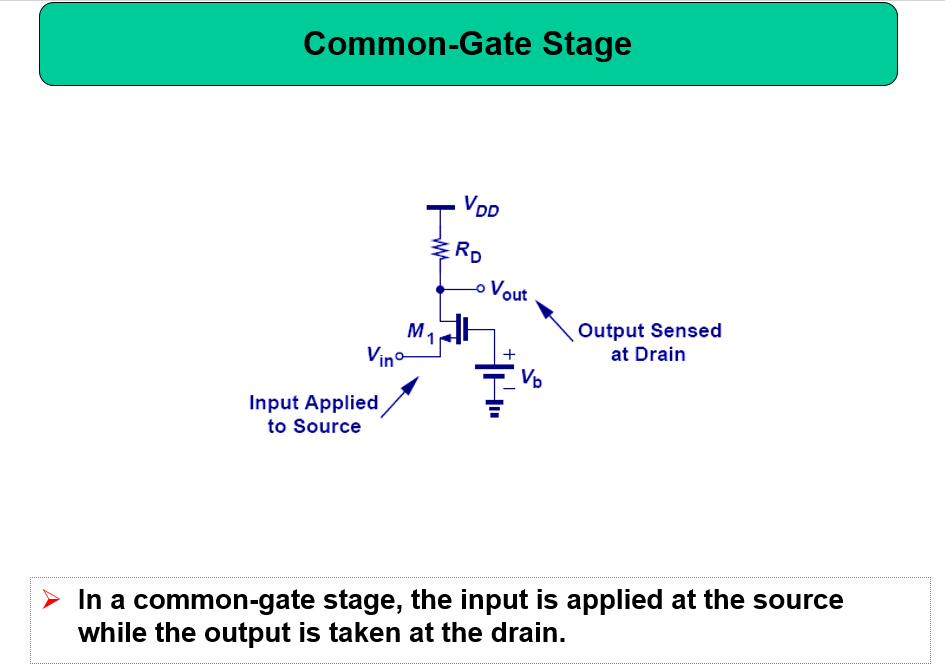 Common-Gate Stage
VDD
RD
Vout
M1
Output Sensed
at Drain
Vin
+
Vb
−
Input Applied
to Source
➢ In a common-gate stage, the input is applied at the source
while the output is taken at the drain.